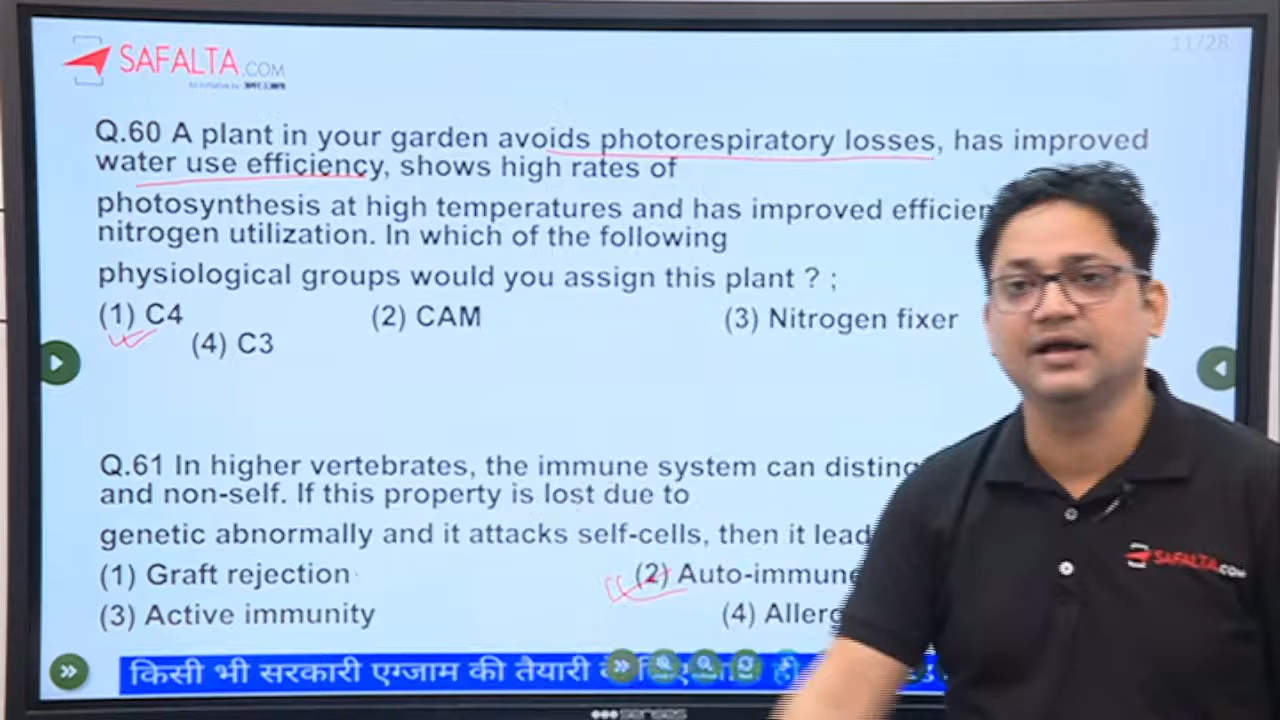 11/28
SAFALTA.COM
Q.60 A plant in your garden avoids photorespiratory losses, has improved
water use efficiency, shows high rates of
photosynthesis at high temperatures and has improved
nitrogen utilization. In which of the following
physiological groups would you assign this plant ? ;
(1) C4 (2) CAM (3) Nitrogen fixer
(4) C3
Q.61 In higher vertebrates, the immune system can
and non-self. If this property is lost due to
genetic abnormally and it attacks self-cells, then it
(1) Graft rejection (2) Auto-immune
(3) Active immunity (4)
SAFALTA.COM
किसी भी सरकारी एग्जाम की तैयारी